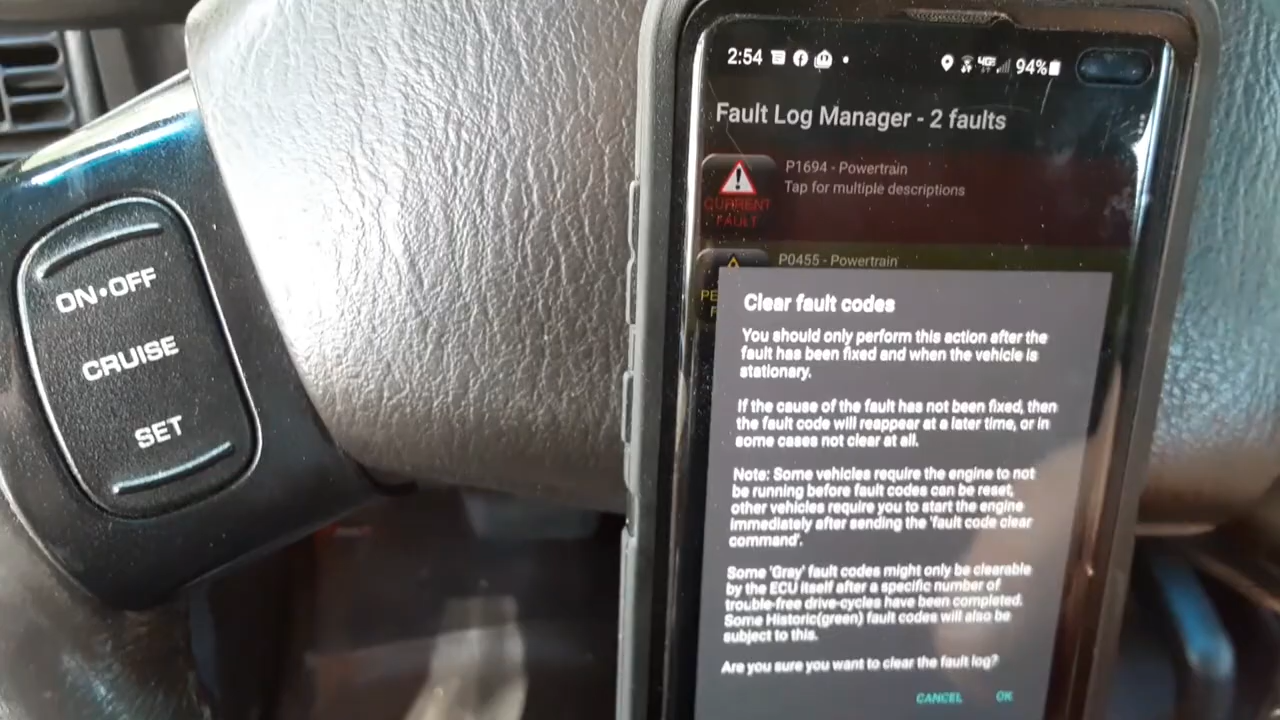 ON•OFF
CRUISE
SET
2:54
4GE
94%
Fault Log Manager - 2 faults
P1694 - Powertrain
Tap for multiple descriptions
CURRENT
FAULT
P0455 - Powertrain
PE
F
Clear fault codes
You should only perform this action after the
fault has been fixed and when the vehicle is
stationary.
If the cause of the fault has not been fixed, then
the fault code will reappear at a later time, or in
some cases not clear at all.
Note: Some vehicles require the engine to not
be running before fault codes can be reset,
other vehicles require you to start the engine
immediately after sending the 'fault code clear
command'.
Some 'Gray' fault codes might only be clearable
by the ECU itself after a specific number of
trouble-free drive-cycles have been completed.
Some Historic(green) fault codes will also be
subject to this.
Are you sure you want to clear the fault log?
CANCEL
OK